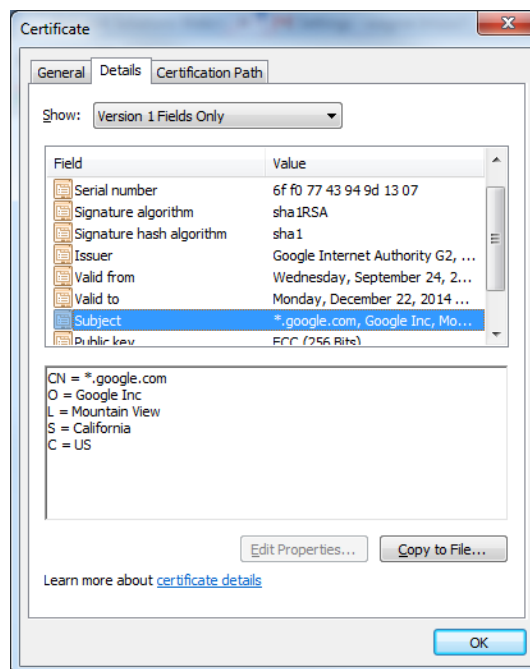 Certificate
General Details Certification Path
Show: Version 1 Fields Only
Field Value
Serial number 6f f0 77 43 94 9d 13 07
Signature algorithm sha1RSA
Signature hash algorithm sha1
Issuer Google Internet Authority G2, ...
Valid from Wednesday, September 24, 2...
Valid to Monday, December 22, 2014 ...
Subject *.google.com, Google Inc, Mo...
Public key ECC (256 Bits)
CN = *.google.com
O = Google Inc
L = Mountain View
S = California
C = US
Edit Properties... Copy to File...
Learn more about certificate details
OK